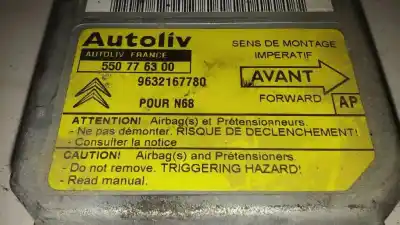 Autoliv
AUTOLIV FRANCE
550 77 63 00
9632167780
POUR N68
SENS DE MONTAGE
IMPERATIF
AVANT
FORWARD
AP
ATTENTION! Airbag(s) et Prétensionneurs.
- Ne pas démonter. RISQUE DE DECLENCHEMENT!
- Consulter la notice
CAUTION! Airbag(s) and Pretensioners.
- Do not remove. TRIGGERING HAZARD!
- Read manual.